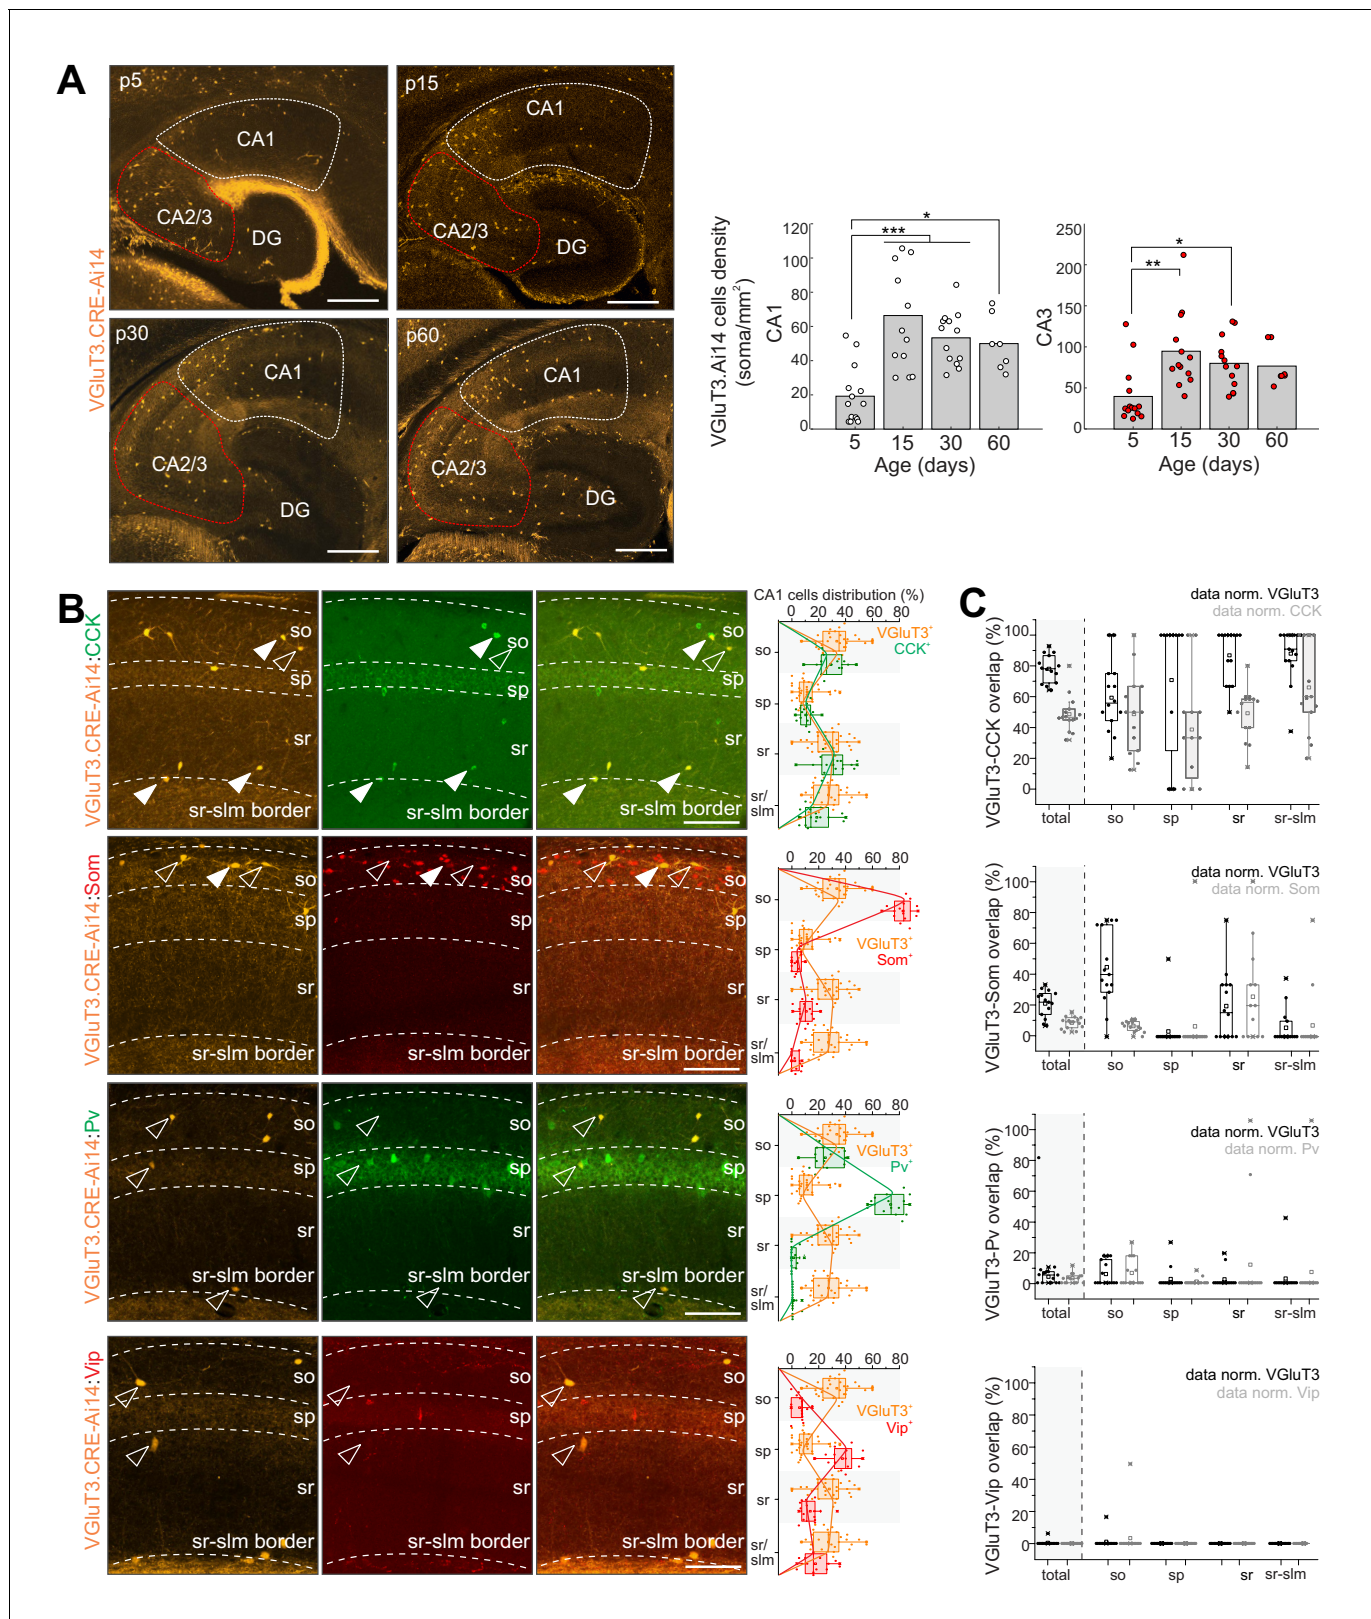 A
p5
CA1
CA2/3
DG
p15
CA1
CA2/3
DG
p30
CA1
CA2/3
DG
p60
CA1
CA2/3
DG
VGluT3.CRE-Ai14
VGluT3.Ai14 cells density
(soma/mm²)
CA1
120
100
80
60
40
20
0
***
*
5 15 30 60
Age (days)
CA3
250
200
150
100
50
0
**
*
5 15 30 60
Age (days)
B
VGluT3.CRE-Ai14:CCK
so
sp
sr
sr-slm border
so
sp
sr
sr-slm border
so
sp
sr
sr-slm border
CA1 cells distribution (%)
0 20 40 60 80
VGluT3⁺
CCK⁺
so
sp
sr
sr/
slm
VGluT3.CRE-Ai14:Som
so
sp
sr
sr-slm border
so
sp
sr
sr-slm border
so
sp
sr
sr-slm border
0 20 40 60 80
VGluT3⁺
Som⁺
so
sp
sr
sr/
slm
VGluT3.CRE-Ai14:Pv
so
sp
sr
sr-slm border
so
sp
sr
sr-slm border
so
sp
sr
sr-slm border
0 20 40 60 80
VGluT3⁺
Pv⁺
so
sp
sr
sr/
slm
VGluT3.CRE-Ai14:Vip
so
sp
sr
sr-slm border
so
sp
sr
sr-slm border
so
sp
sr
sr-slm border
0 20 40 60 80
VGluT3⁺
Vip⁺
so
sp
sr
sr/
slm
C
data norm. VGluT3
data norm. CCK
VGluT3-CCK overlap (%)
100
80
60
40
20
0
total so sp sr sr-slm
data norm. VGluT3
data norm. Som
VGluT3-Som overlap (%)
100
80
60
40
20
0
total so sp sr sr-slm
data norm. VGluT3
data norm. Pv
VGluT3-Pv overlap (%)
100
80
60
40
20
0
total so sp sr sr-slm
data norm. VGluT3
data norm. Vip
VGluT3-Vip overlap (%)
100
80
60
40
20
0
total so sp sr sr-slm